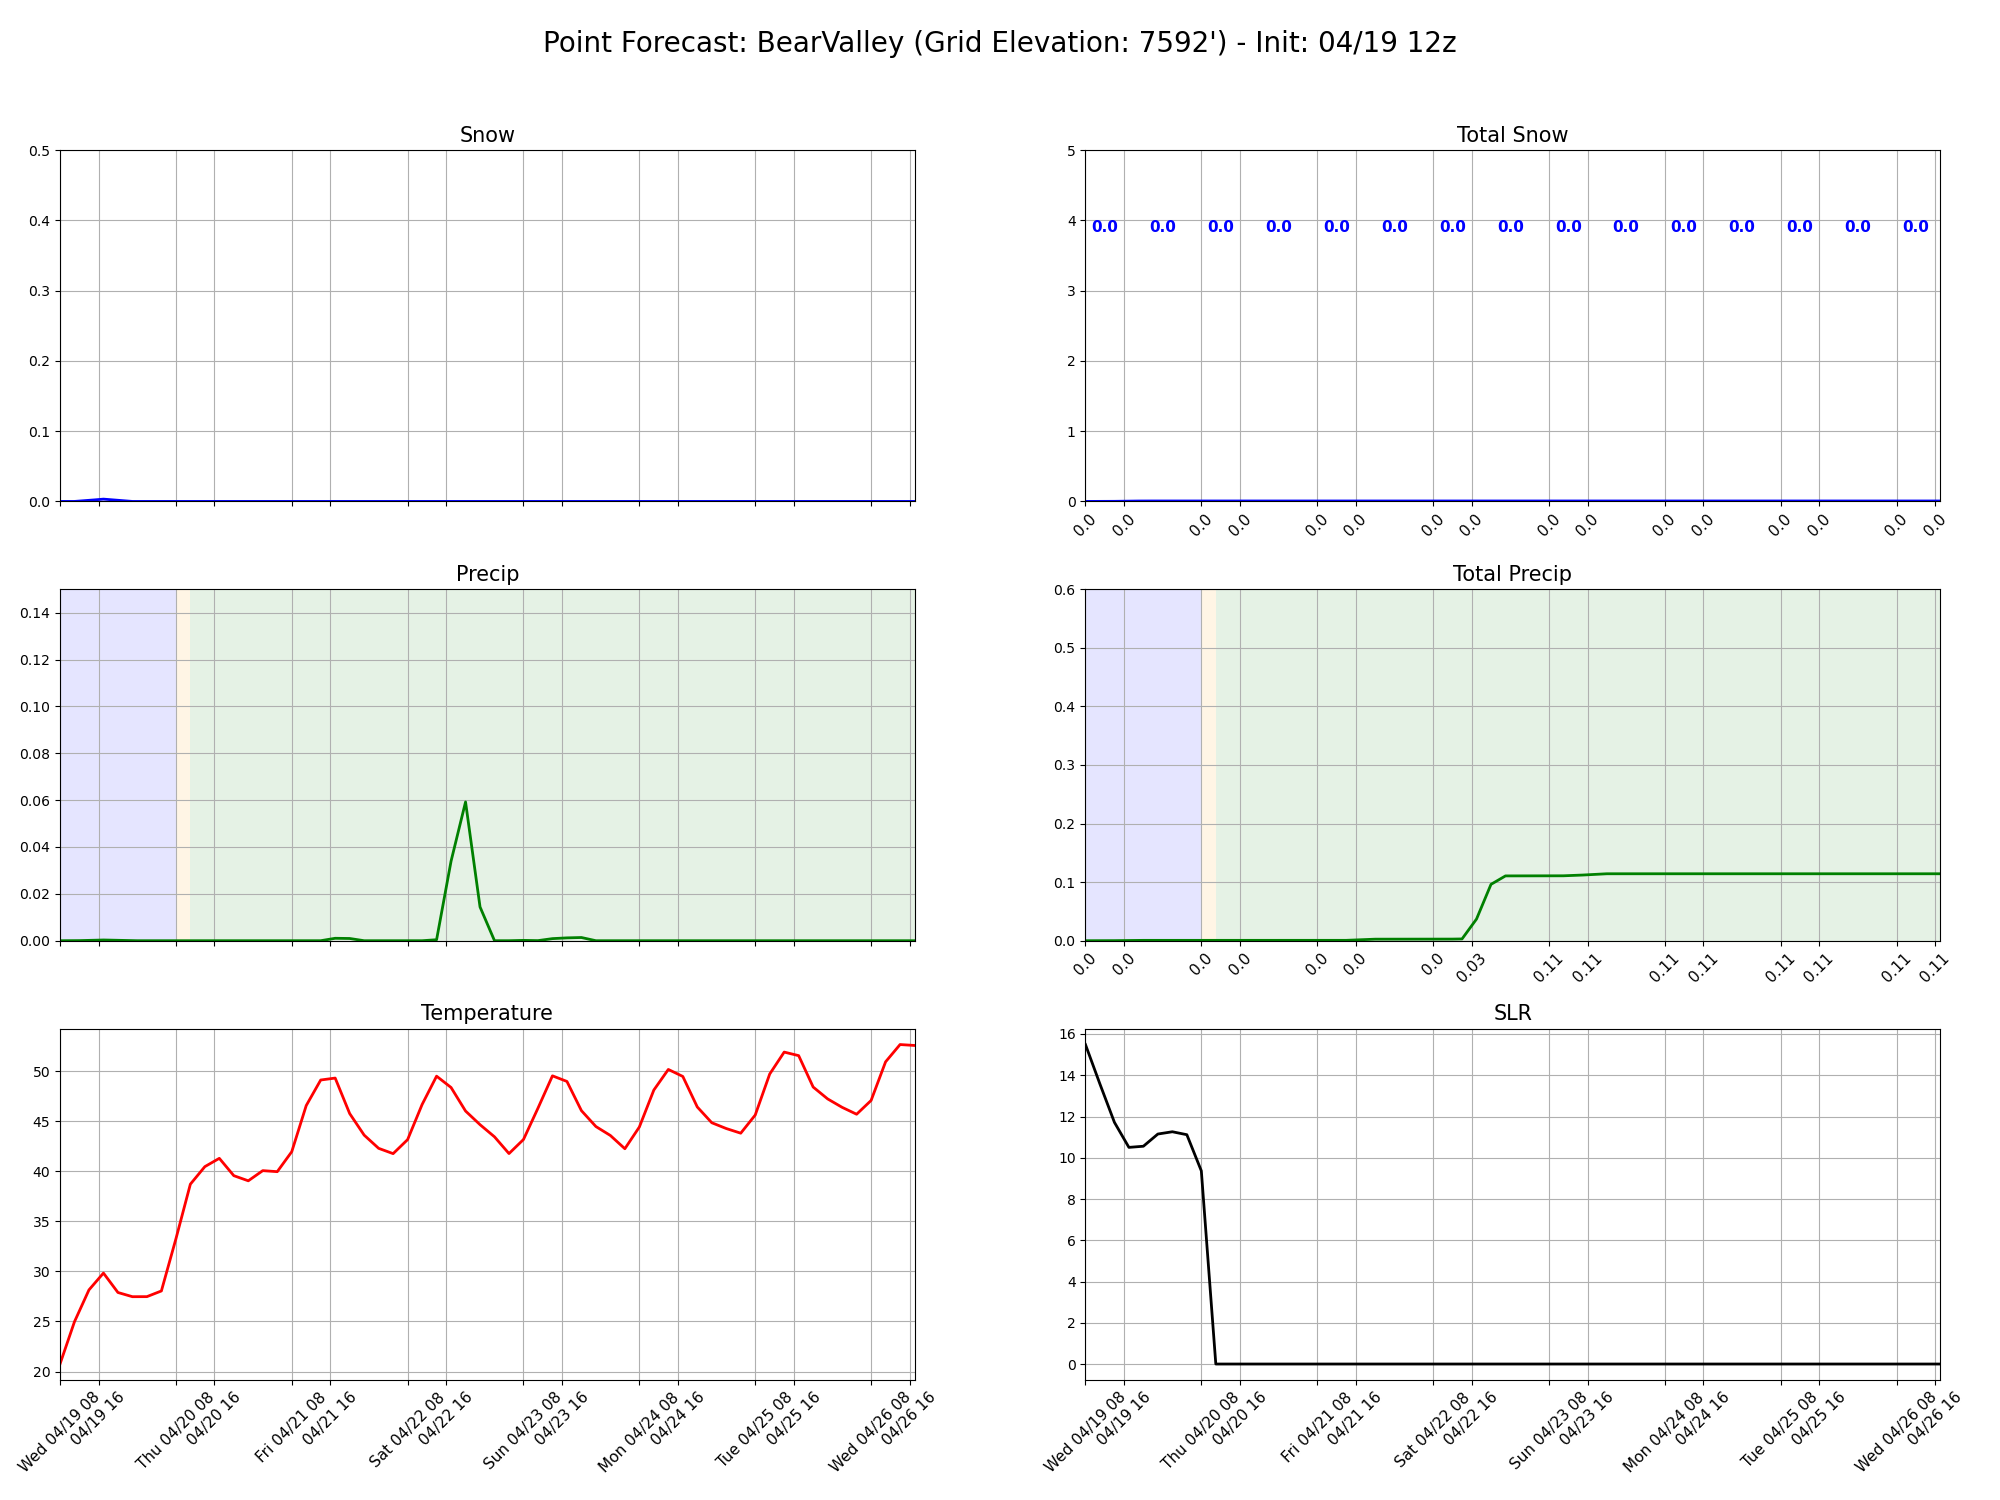 Point Forecast: BearValley (Grid Elevation: 7592') - Init: 04/19 12z
Snow
0.5
0.4
0.3
0.2
0.1
0.0
Total Snow
5
4
3
2
1
0
0.0 0.0 0.0 0.0 0.0 0.0 0.0 0.0 0.0 0.0 0.0 0.0 0.0 0.0 0.0
0.0 0.0 0.0 0.0 0.0 0.0 0.0 0.0 0.0 0.0 0.0 0.0 0.0 0.0 0.0 0.0
Precip
0.14
0.12
0.10
0.08
0.06
0.04
0.02
0.00
Total Precip
0.6
0.5
0.4
0.3
0.2
0.1
0.0
0.0 0.0 0.0 0.0 0.0 0.0 0.0 0.03 0.11 0.11 0.11 0.11 0.11 0.11 0.11 0.11
Temperature
50
45
40
35
30
25
20
Wed 04/19 08
04/19 16
Thu 04/20 08
04/20 16
Fri 04/21 08
04/21 16
Sat 04/22 08
04/22 16
Sun 04/23 08
04/23 16
Mon 04/24 08
04/24 16
Tue 04/25 08
04/25 16
Wed 04/26 08
04/26 16
SLR
16
14
12
10
8
6
4
2
0
Wed 04/19 08
04/19 16
Thu 04/20 08
04/20 16
Fri 04/21 08
04/21 16
Sat 04/22 08
04/22 16
Sun 04/23 08
04/23 16
Mon 04/24 08
04/24 16
Tue 04/25 08
04/25 16
Wed 04/26 08
04/26 16